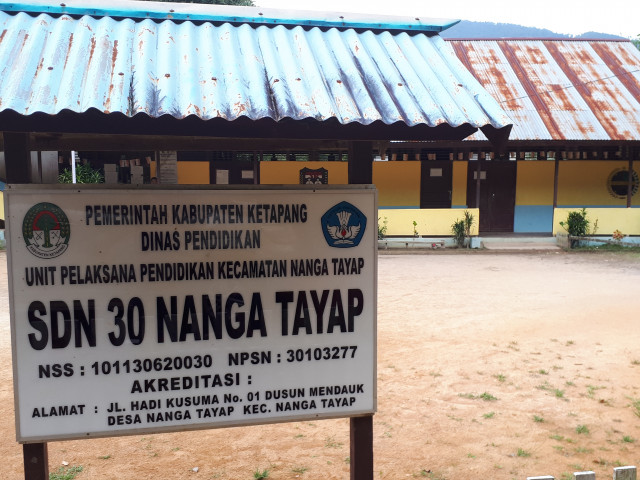 PEMERINTAH KABUPATEN KETAPANG
DINAS PENDIDIKAN
UNIT PELAKSANA PENDIDIKAN KECAMATAN NANGA TAYAP
SDN 30 NANGA TAYAP
NSS : 101130620030 NPSN : 30103277
AKREDITASI :
ALAMAT : JL. HADI KUSUMA No. 01 DUSUN MENDAUK
DESA NANGA TAYAP KEC. NANGA TAYAP